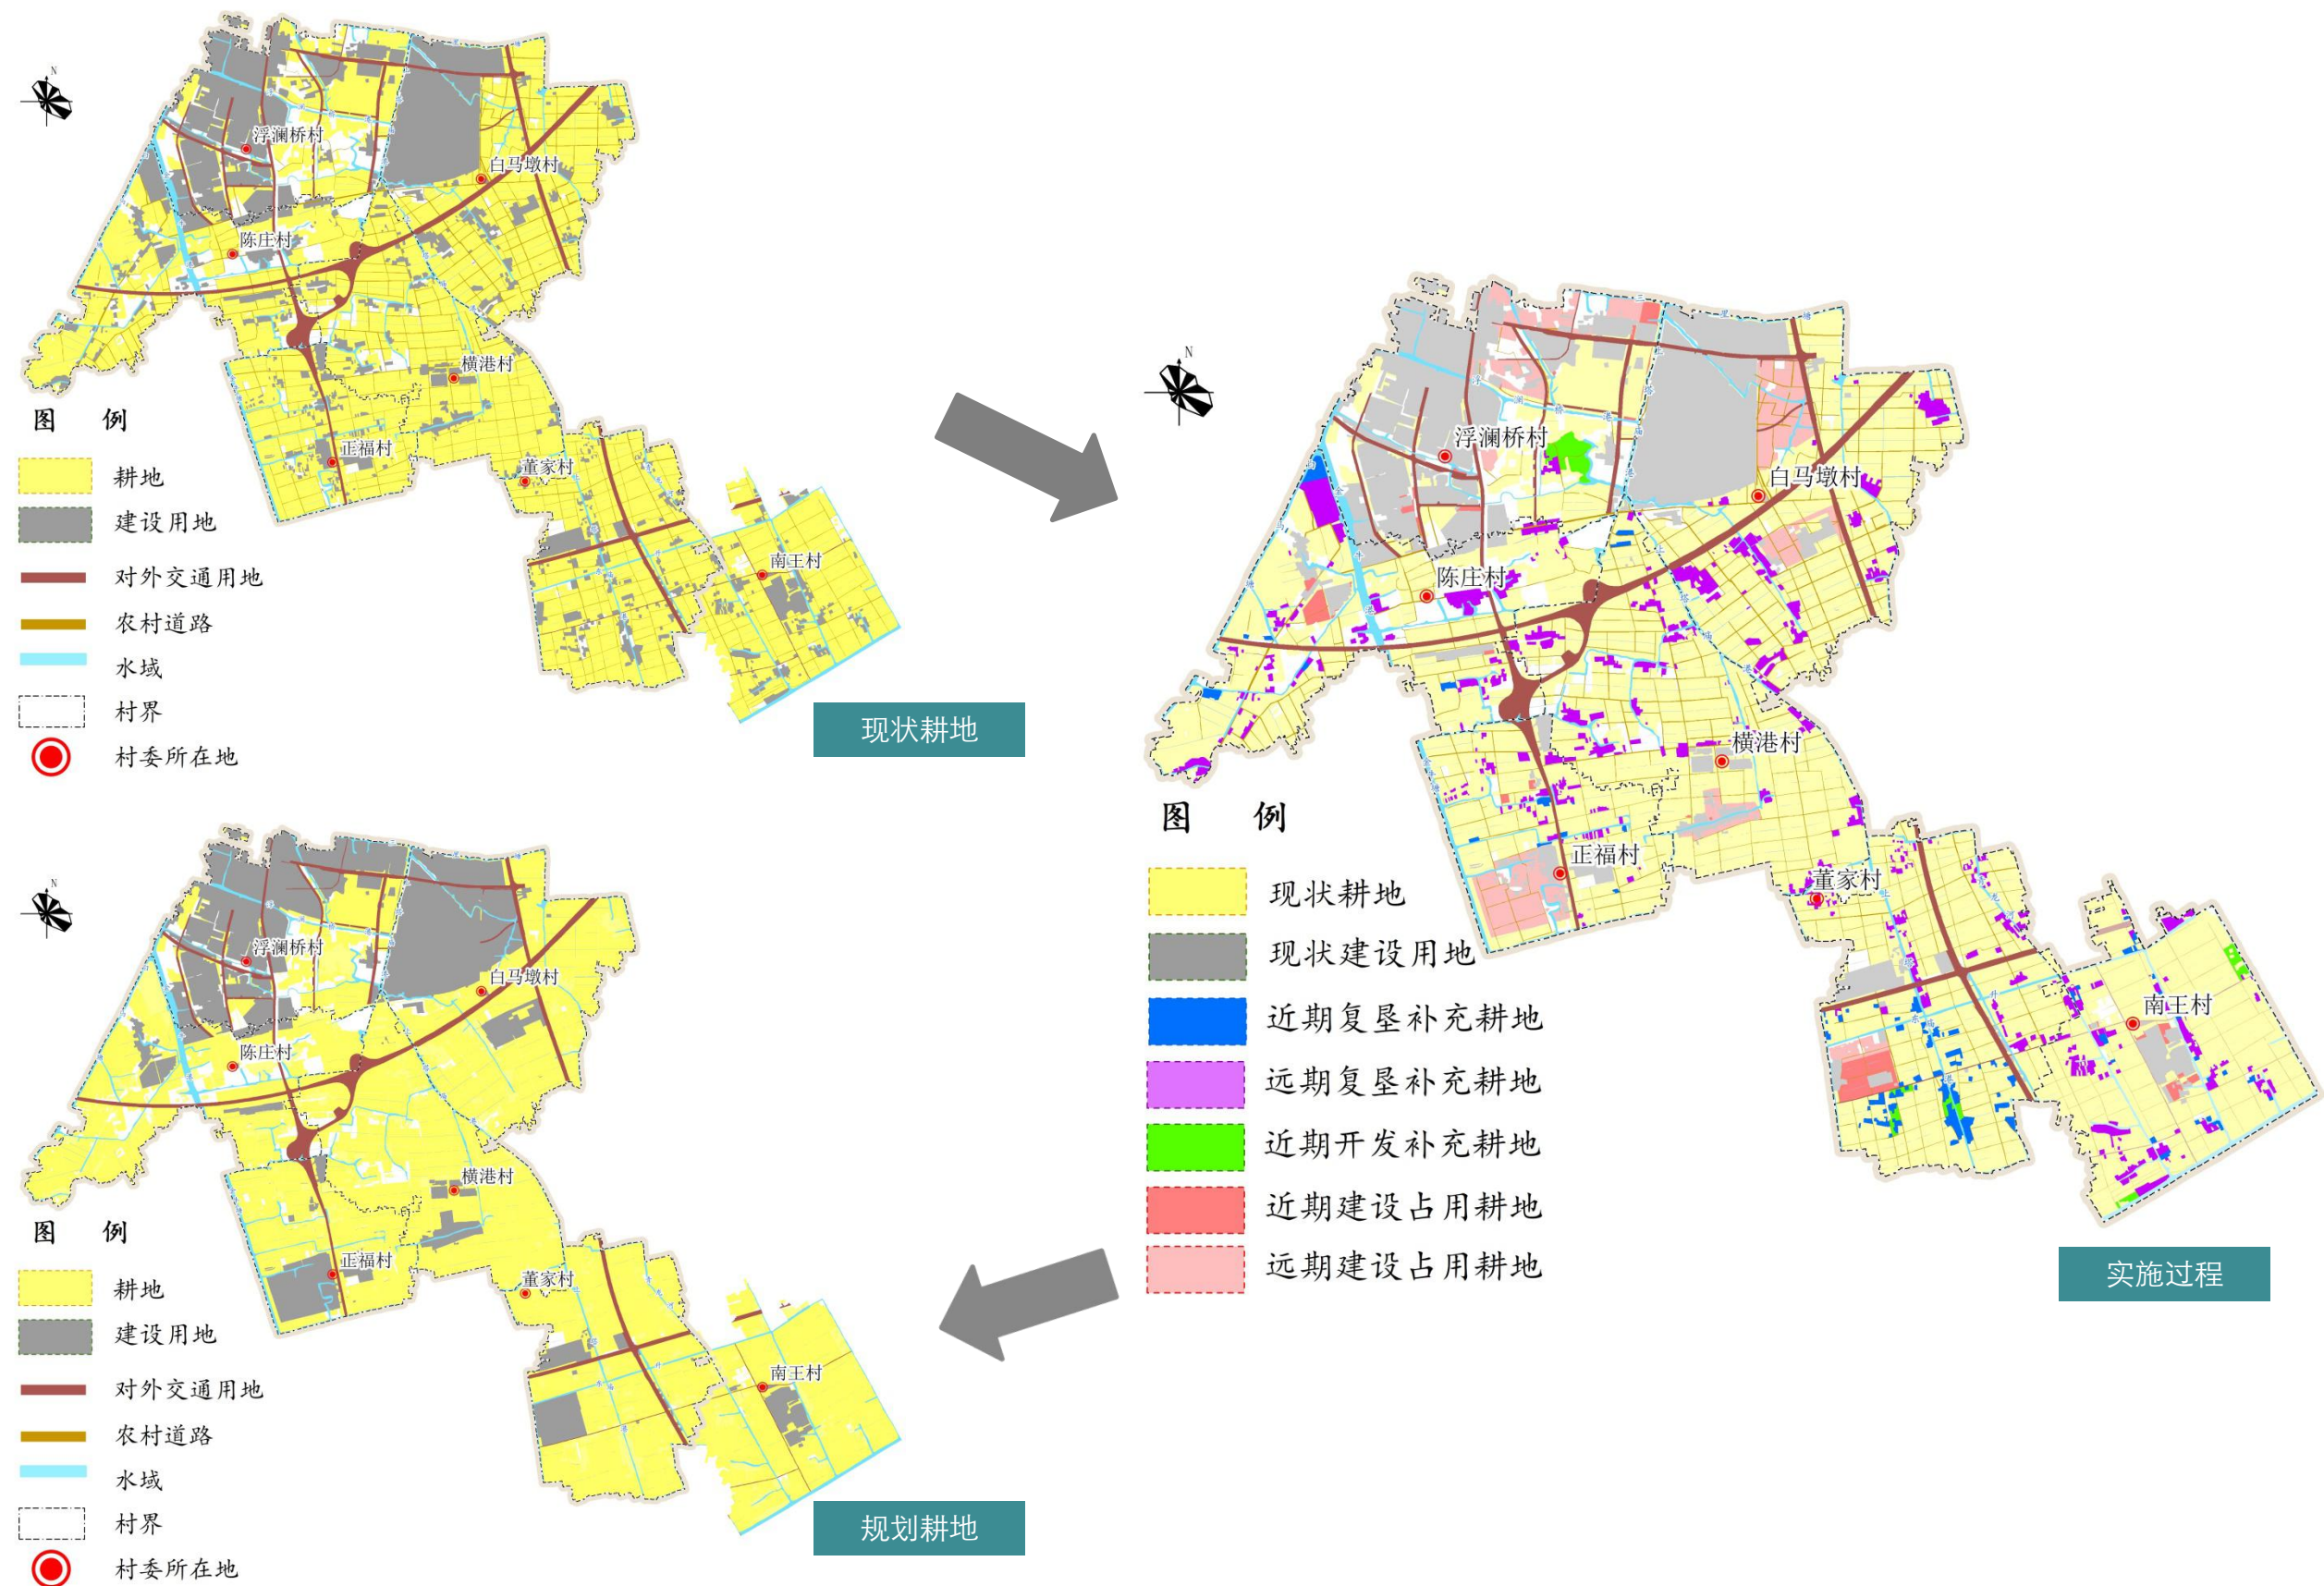 N
浮澜桥村
白马墩村
陈庄村
横港村
正福村
董家村
南王村
图 例
耕地
建设用地
对外交通用地
农村道路
水域
村界
村委所在地
现状耕地
N
浮澜桥村
白马墩村
陈庄村
横港村
正福村
董家村
南王村
图 例
现状耕地
现状建设用地
近期复垦补充耕地
远期复垦补充耕地
近期开发补充耕地
近期建设占用耕地
远期建设占用耕地
实施过程
N
浮澜桥村
白马墩村
陈庄村
横港村
正福村
董家村
南王村
图 例
耕地
建设用地
对外交通用地
农村道路
水域
村界
村委所在地
规划耕地